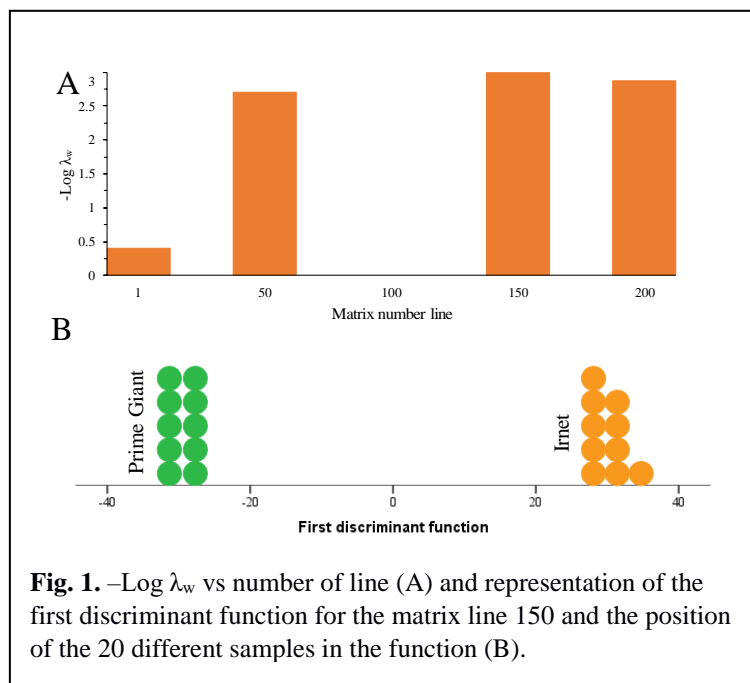 A
3
2.5
2
1.5
1
0.5
0
-Log λw
1 50 100 150 200
Matrix number line
B
Prime Giant
Irnet
-40 -20 0 20 40
First discriminant function
Fig. 1. –Log λw vs number of line (A) and representation of the
first discriminant function for the matrix line 150 and the position
of the 20 different samples in the function (B).